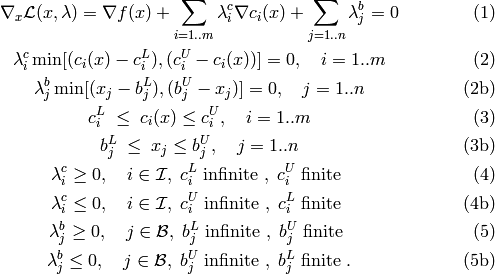 ∇ₓℒ(x, λ) = ∇f(x) + ∑_{i=1..m} λᵢᶜ∇cᵢ(x) + ∑_{j=1..n} λⱼᵇ = 0 (1)
λᵢᶜ min[(cᵢ(x) − cᵢᴸ), (cᵢᵁ − cᵢ(x))] = 0, i = 1..m (2)
λⱼᵇ min[(xⱼ − bⱼᴸ), (bⱼᵁ − xⱼ)] = 0, j = 1..n (2b)
cᵢᴸ ≤ cᵢ(x) ≤ cᵢᵁ, i = 1..m (3)
bⱼᴸ ≤ xⱼ ≤ bⱼᵁ, j = 1..n (3b)
λᵢᶜ ≥ 0, i ∈ ℐ, cᵢᴸ infinite , cᵢᵁ finite (4)
λᵢᶜ ≤ 0, i ∈ ℐ, cᵢᵁ infinite , cᵢᴸ finite (4b)
λⱼᵇ ≥ 0, j ∈ ℬ, bⱼᴸ infinite , bⱼᵁ finite (5)
λⱼᵇ ≤ 0, j ∈ ℬ, bⱼᵁ infinite , bⱼᴸ finite . (5b)